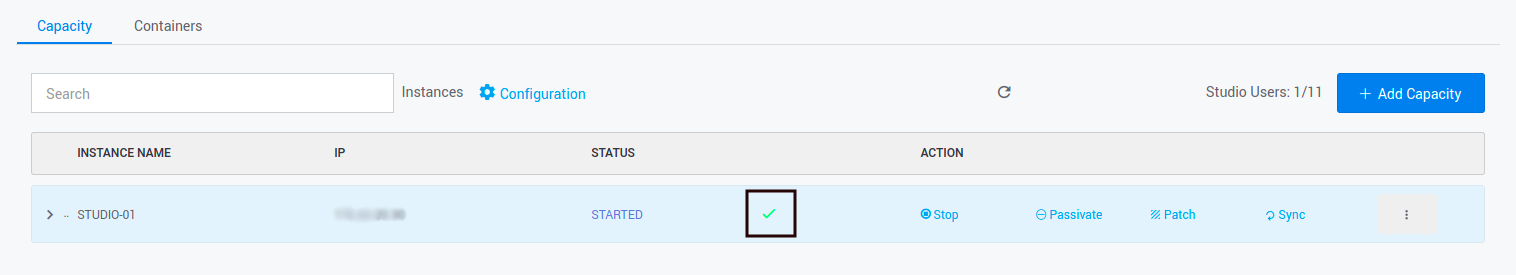 Capacity Containers
Search Instances Configuration Studio Users: 1/11 + Add Capacity
INSTANCE NAME IP STATUS ACTION
.. STUDIO-01 STARTED Stop Passivate Patch Sync